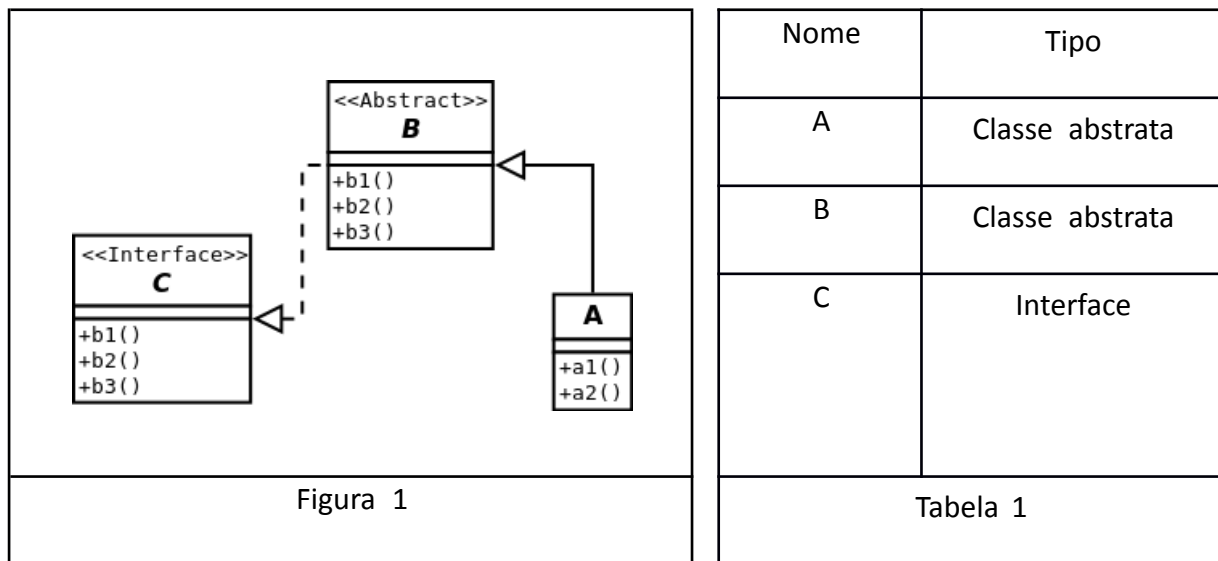 <<Abstract>>
B
+b1()
+b2()
+b3()
<<Interface>>
C
+b1()
+b2()
+b3()
A
+a1()
+a2()
Figura 1
Nome Tipo
A Classe abstrata
B Classe abstrata
C Interface
Tabela 1